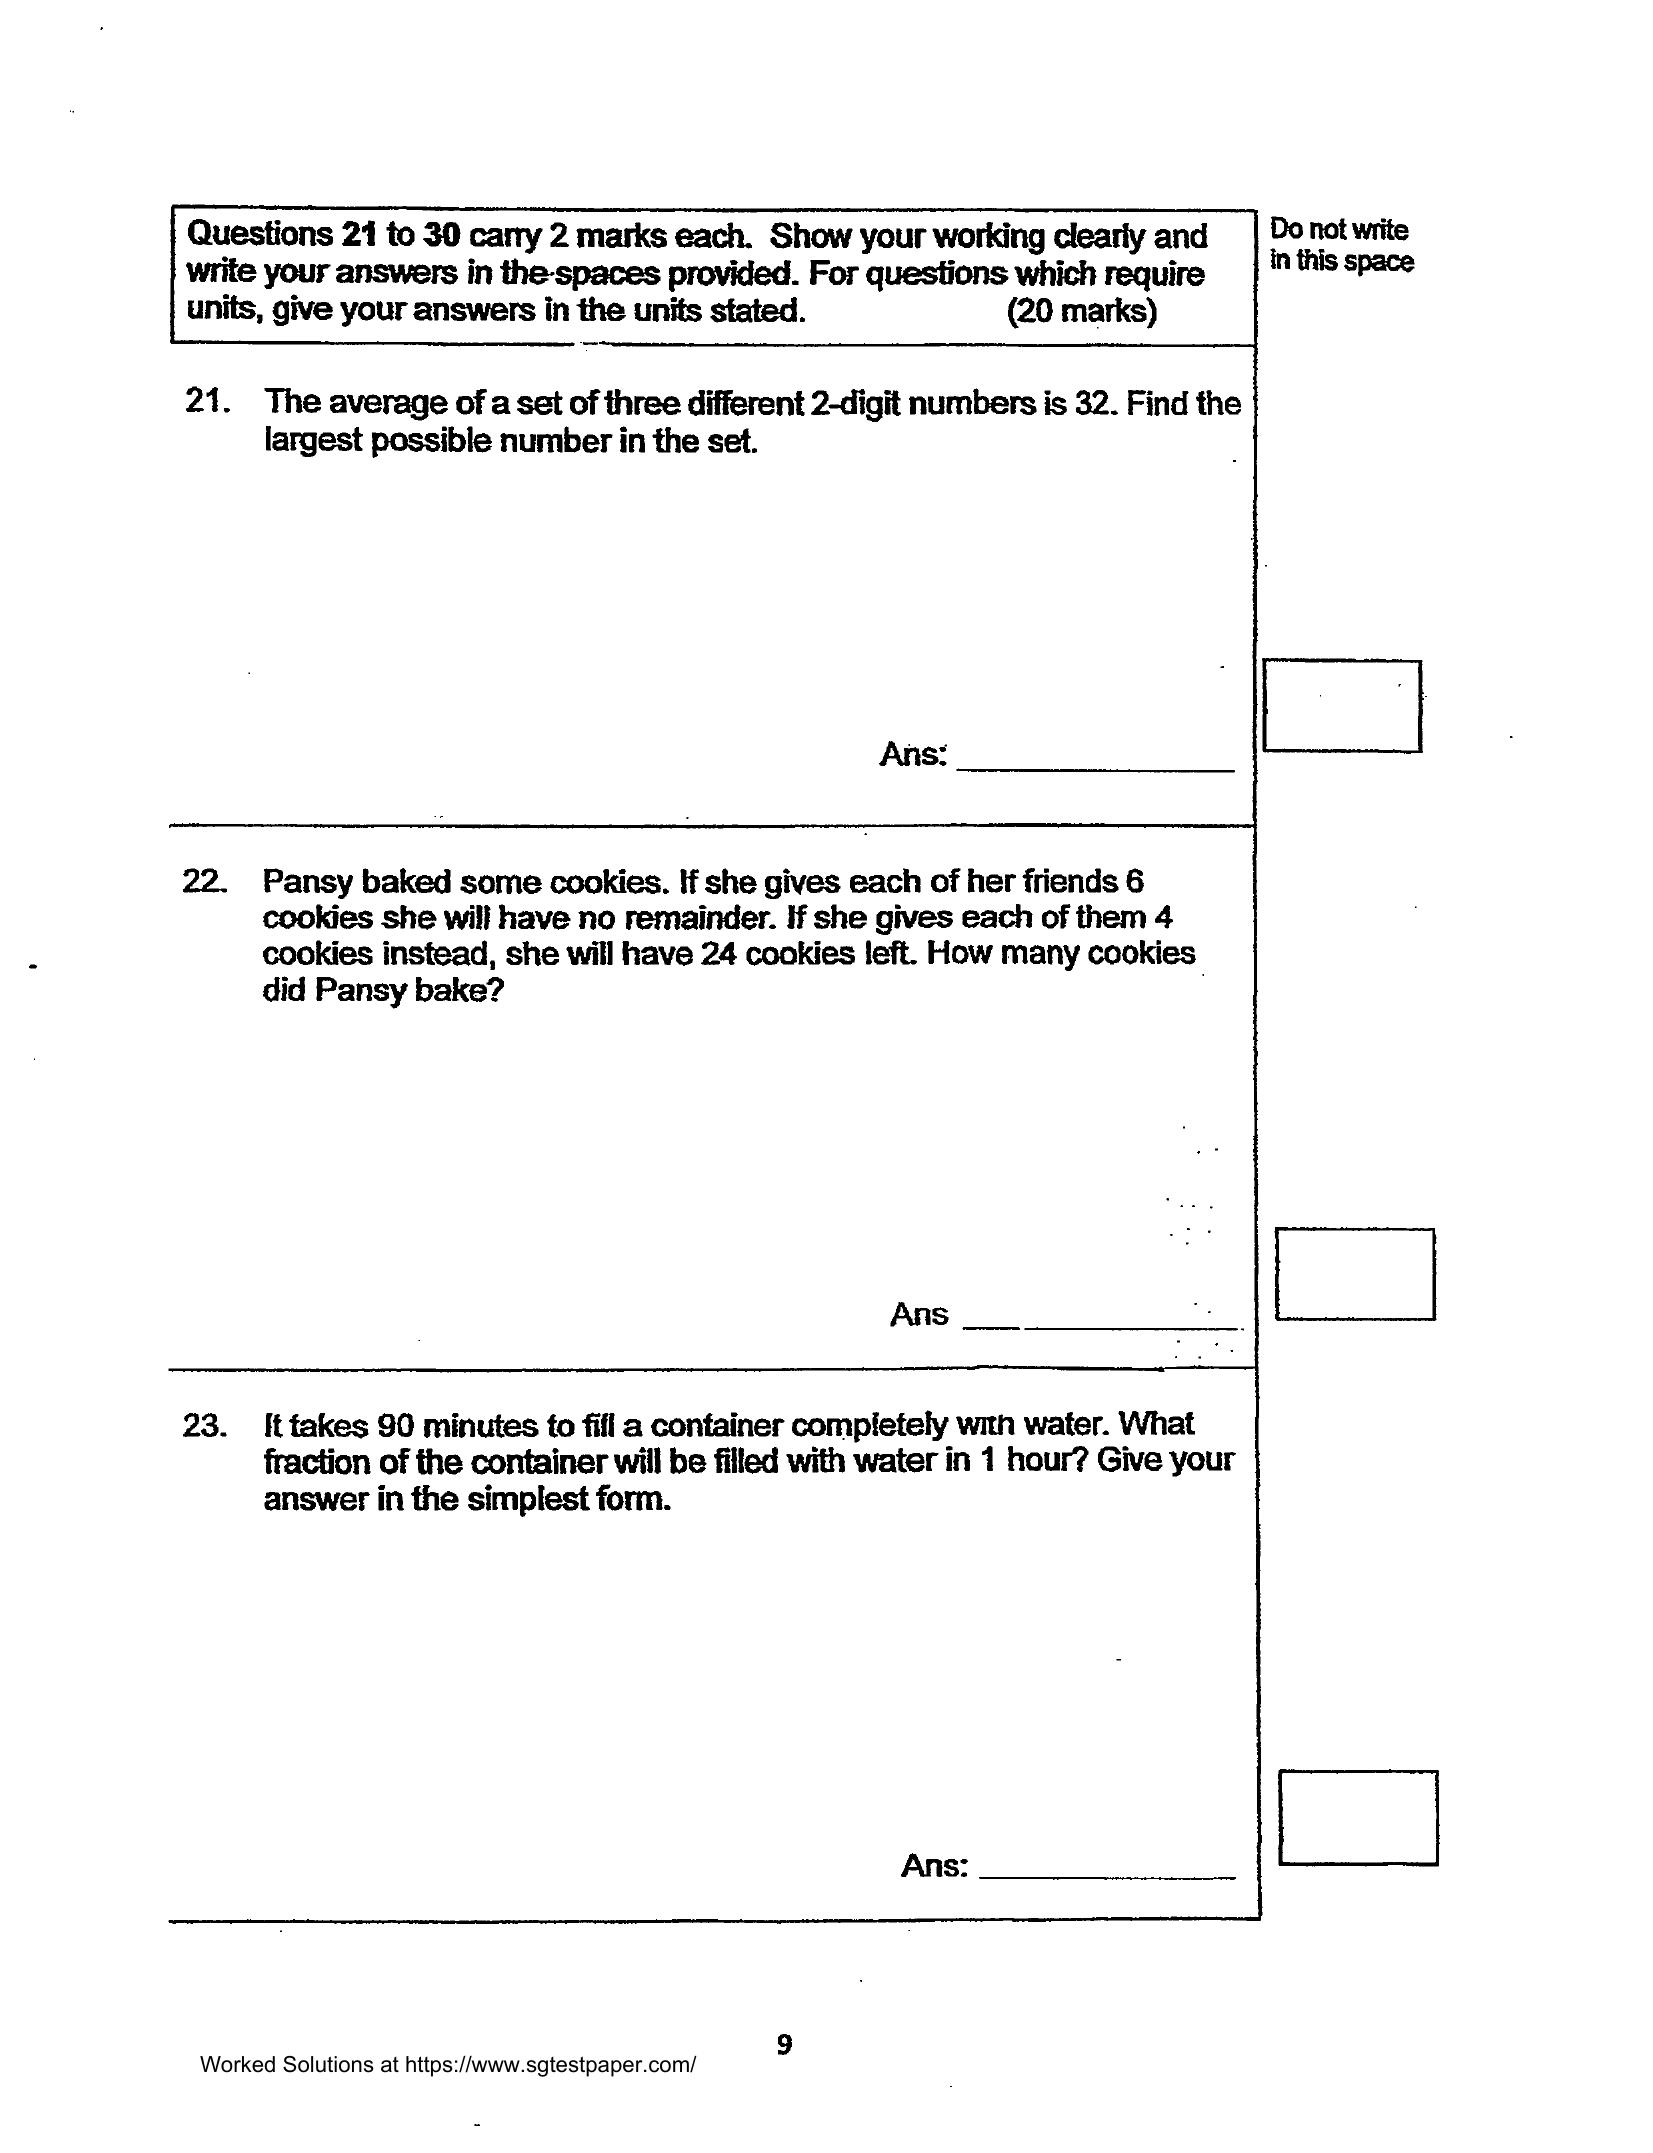 Questions 21 to 30 carry 2 marks each. Show your working clearly and
write your answers in the spaces provided. For questions which require
units, give your answers in the units stated. (20 marks)
Do not write
in this space
21. The average of a set of three different 2-digit numbers is 32. Find the
largest possible number in the set.
Ans:
22. Pansy baked some cookies. If she gives each of her friends 6
cookies she will have no remainder. If she gives each of them 4
cookies instead, she will have 24 cookies left. How many cookies
did Pansy bake?
Ans
23. It takes 90 minutes to fill a container completely with water. What
fraction of the container will be filled with water in 1 hour? Give your
answer in the simplest form.
Ans:
9
Worked Solutions at https://www.sgtestpaper.com/